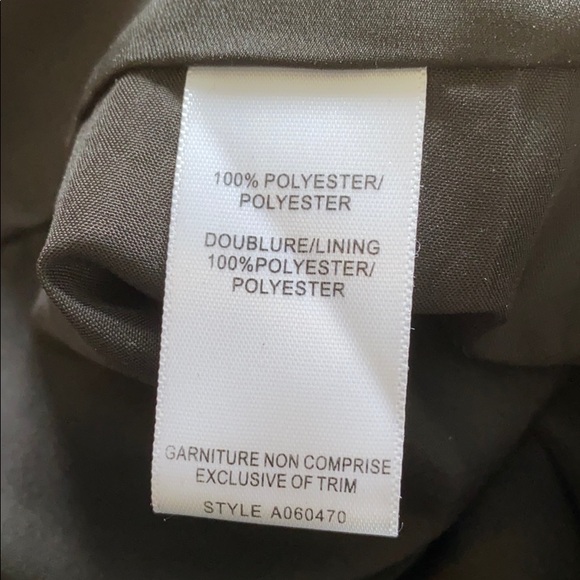 100% POLYESTER/
POLYESTER
DOUBLURE/LINING
100%POLYESTER/
POLYESTER
GARNITURE NON COMPRISE
EXCLUSIVE OF TRIM
STYLE A060470